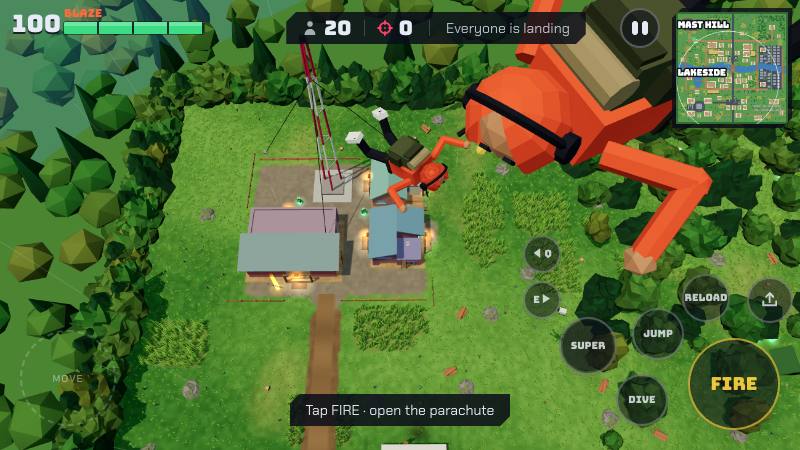 100 BLAZE
20
0
Everyone is landing
MAST HILL
LAKESIDE
Q
E
RELOAD
JUMP
SUPER
FIRE
DIVE
MOVE
Tap FIRE · open the parachute